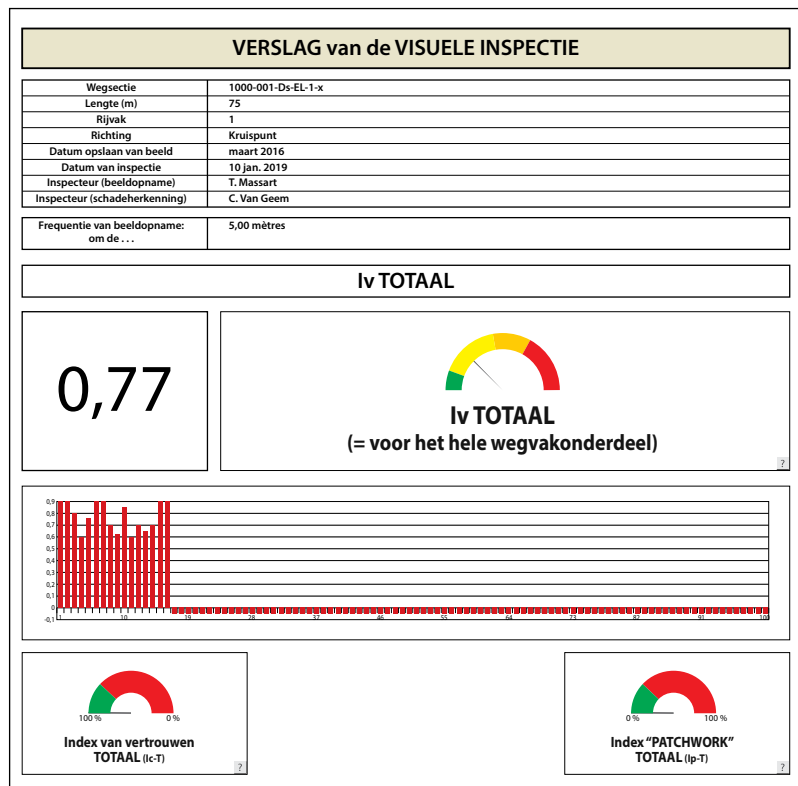 VERSLAG van de VISUELE INSPECTIE
Wegsectie 1000-001-Ds-EL-1-x
Lengte (m) 75
Rijvak 1
Richting Kruispunt
Datum opslaan van beeld maart 2016
Datum van inspectie 10 jan. 2019
Inspecteur (beeldopname) T. Massart
Inspecteur (schadeherkenning) C. Van Geem
Frequentie van beeldopname: 5,00 mètres
om de . . .
Iv TOTAAL
0,77
Iv TOTAAL
(= voor het hele wegvakonderdeel)
?
0,9
0,8
0,7
0,6
0,5
0,4
0,3
0,2
0,1
0
-0,1
1 10 19 28 37 46 55 64 73 82 91 100
100 % 0 %
Index van vertrouwen
TOTAAL (Ic-T)
?
0 % 100 %
Index “PATCHWORK”
TOTAAL (Ip-T)
?